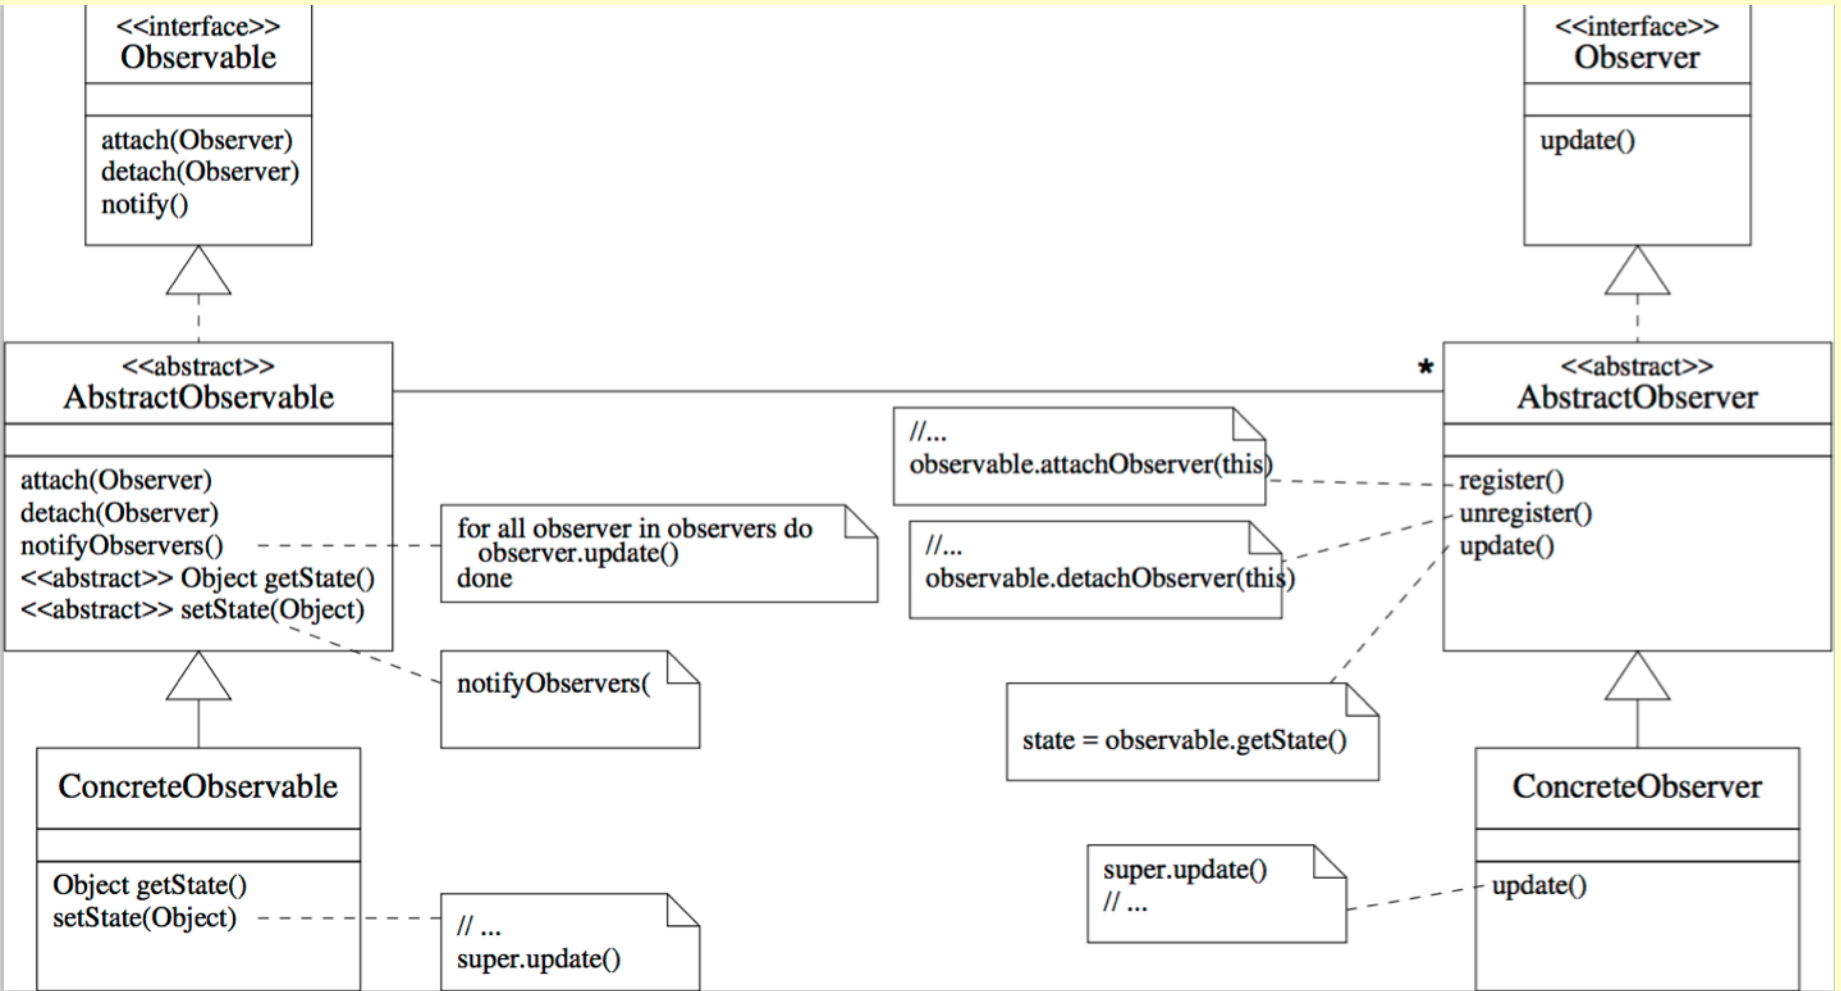 <<interface>>
Observable
attach(Observer)
detach(Observer)
notify()
<<interface>>
Observer
update()
<<abstract>>
AbstractObservable
attach(Observer)
detach(Observer)
notifyObservers()
<<abstract>> Object getState()
<<abstract>> setState(Object)
*
<<abstract>>
AbstractObserver
register()
unregister()
update()
//...
observable.attachObserver(this)
//...
observable.detachObserver(this)
for all observer in observers do
observer.update()
done
notifyObservers(
state = observable.getState()
ConcreteObservable
Object getState()
setState(Object)
// ...
super.update()
super.update()
// ...
ConcreteObserver
update()